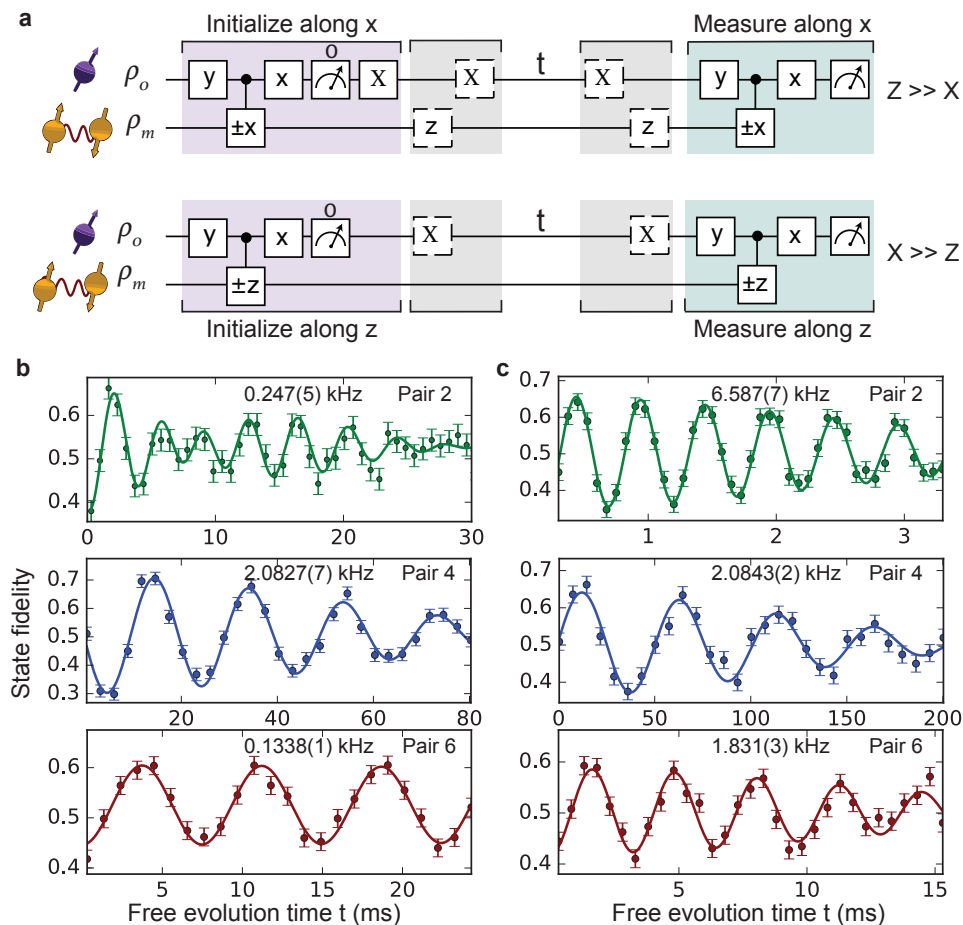 a
Initialize along x
Measure along x
ρo y x o X X t X y x Z >> X
ρm ±x z z ±x
ρo y x o X t X y x X >> Z
ρm ±z ±z
Initialize along z
Measure along z
b
0.247(5) kHz Pair 2
0.6
0.5
0.4
0 10 20 30
2.0827(7) kHz Pair 4
0.7
0.6
0.5
0.4
0.3
20 40 60 80
0.1338(1) kHz Pair 6
0.6
0.5
0.4
5 10 15 20
State fidelity
Free evolution time t (ms)
c
6.587(7) kHz Pair 2
0.7
0.6
0.5
0.4
1 2 3
2.0843(2) kHz Pair 4
0.7
0.6
0.5
0.4
0 50 100 150 200
1.831(3) kHz Pair 6
0.6
0.5
0.4
5 10 15
Free evolution time t (ms)